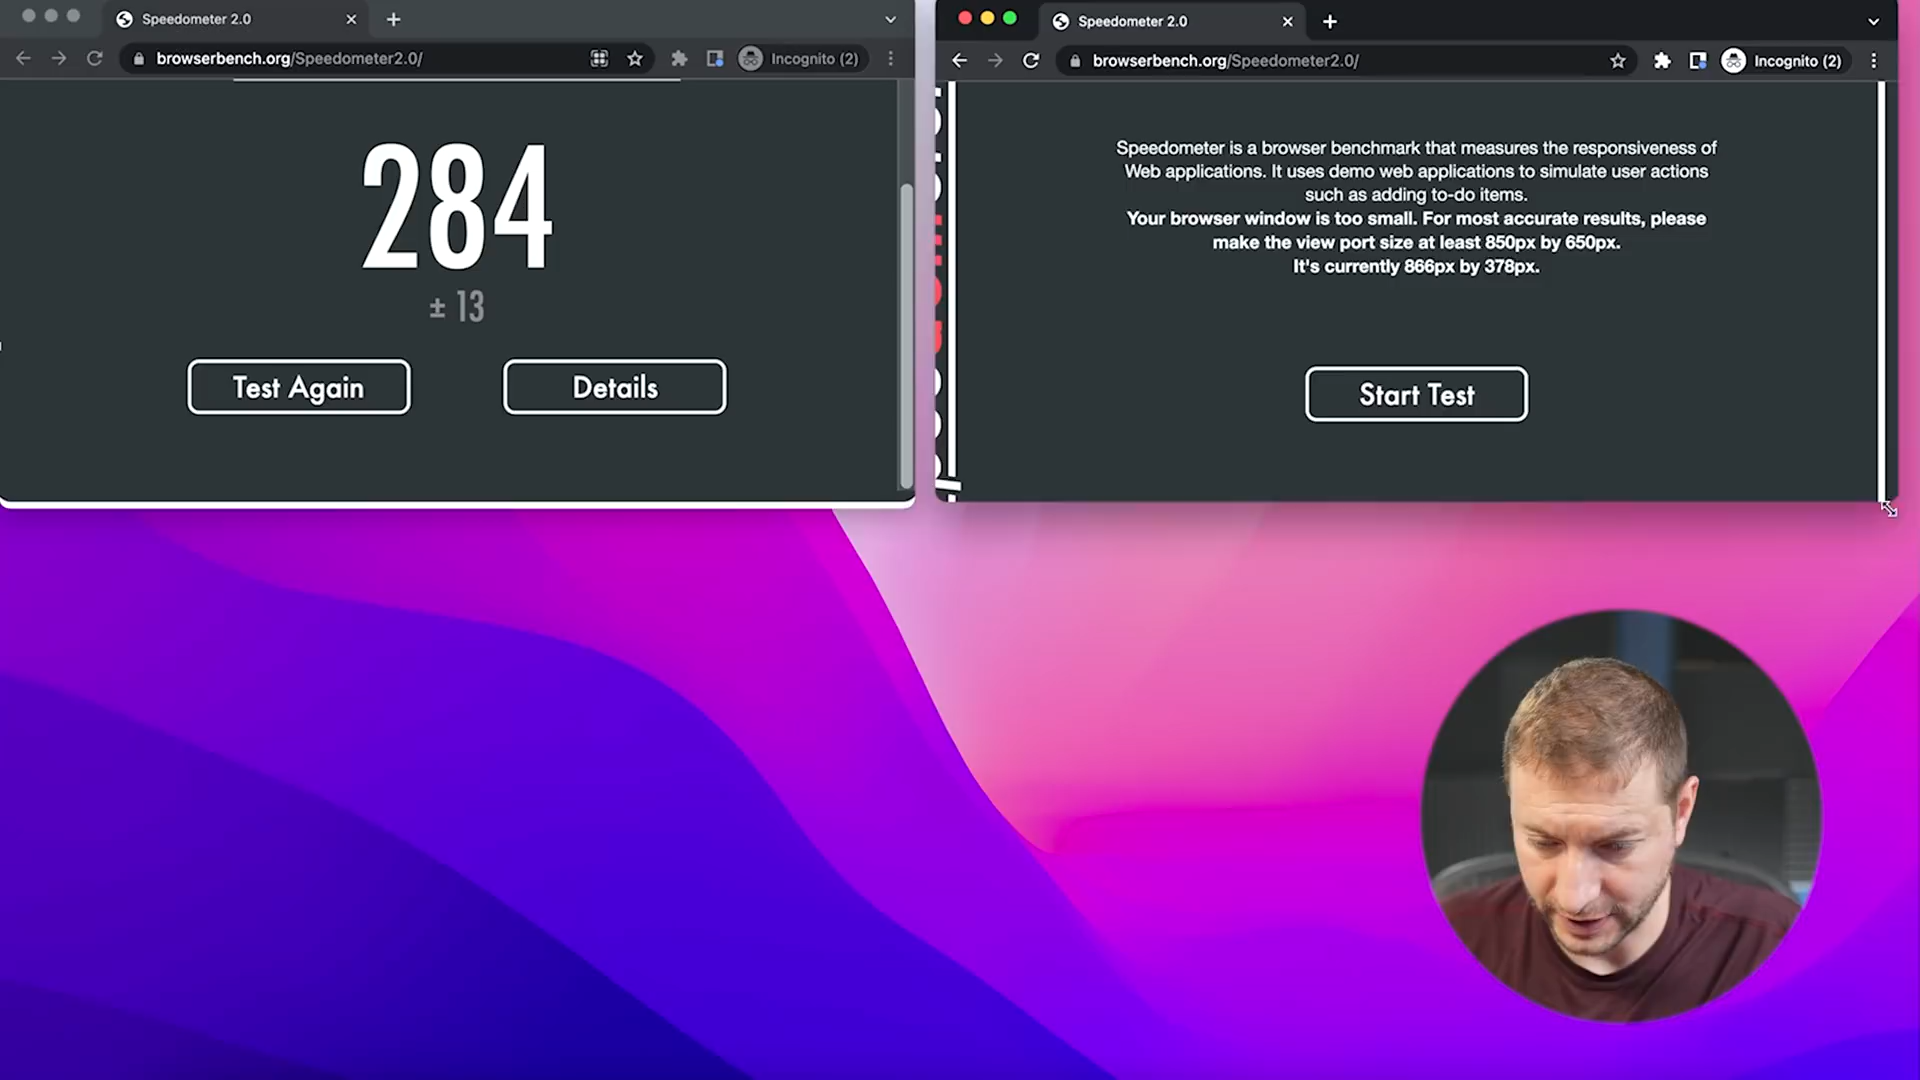 Speedometer 2.0
browserbench.org/Speedometer2.0/
Incognito (2)
284
± 13
Test Again
Details
Speedometer 2.0
browserbench.org/Speedometer2.0/
Incognito (2)
Speedometer is a browser benchmark that measures the responsiveness of
Web applications. It uses demo web applications to simulate user actions
such as adding to-do items.
Your browser window is too small. For most accurate results, please
make the view port size at least 850px by 650px.
It's currently 866px by 378px.
Start Test